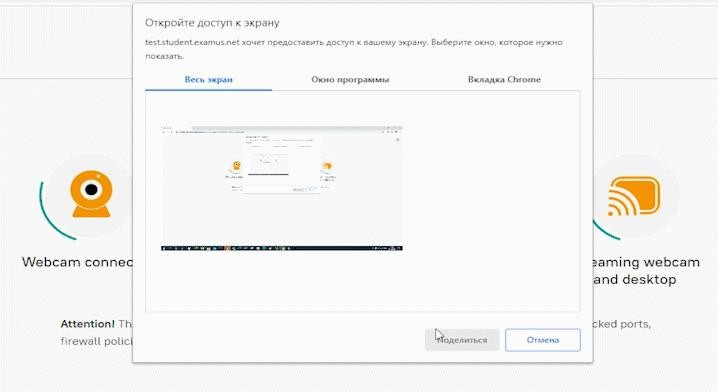 Откройте доступ к экрану
test.student.examus.net хочет предоставить доступ к вашему экрану. Выберите окно, которое нужно
показать.
Весь экран Окно программы Вкладка Chrome
Webcam connec
eaming webcam
and desktop
Attention! Th
cked ports,
firewall polici
Поделиться Отмена